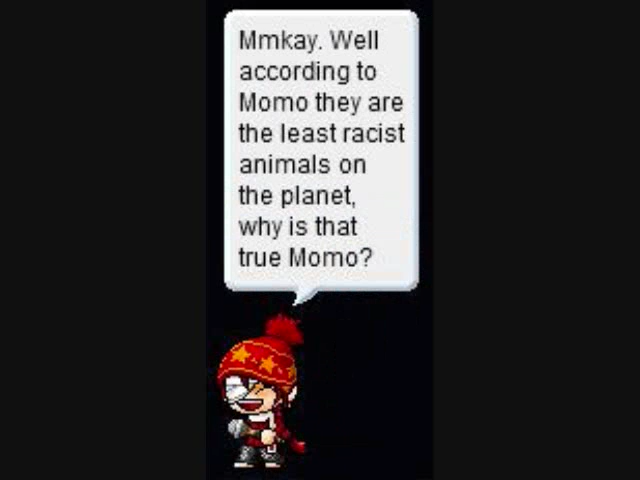 Mmkay. Well
according to
Momo they are
the least racist
animals on
the planet,
why is that
true Momo?